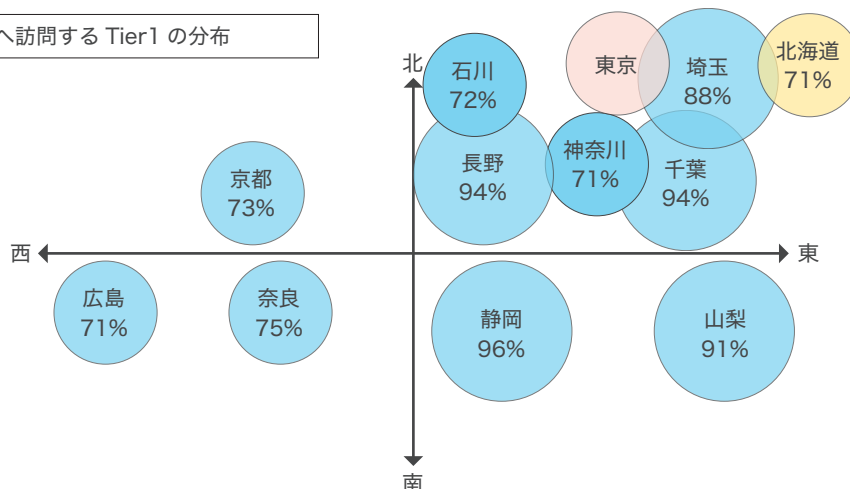 へ訪問する Tier1 の分布
北
石川
72%
東京
埼玉
88%
北海道
71%
京都
73%
長野
94%
神奈川
71%
千葉
94%
西
東
広島
71%
奈良
75%
静岡
96%
山梨
91%
南